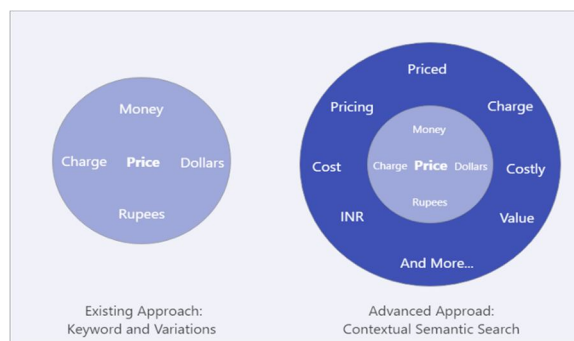 Money
Charge Price Dollars
Rupees
Existing Approach:
Keyword and Variations
Priced
Pricing
Charge
Money
Cost
Charge Price Dollars
Costly
Rupees
INR
Value
And More...
Advanced Approad:
Contextual Semantic Search